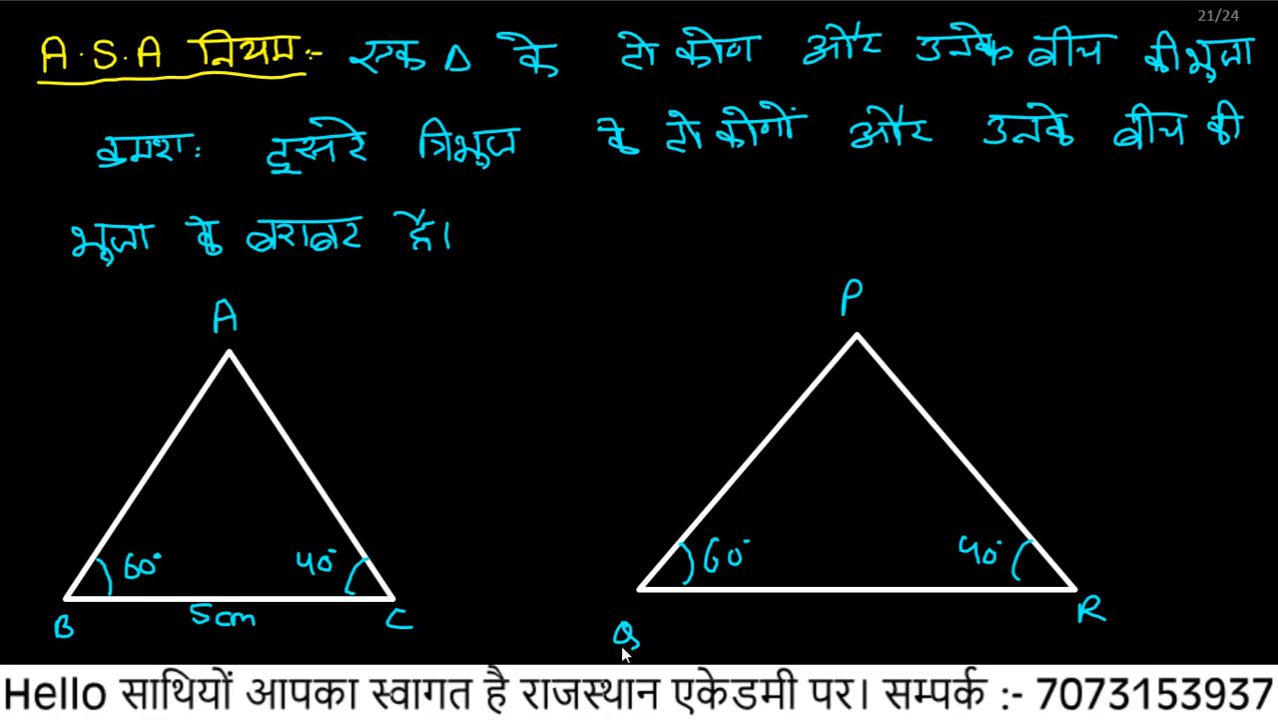 21/24
A.S.A नियम:- एक Δ के दो कोण और उनके बीच की भुजा
क्रमशः दूसरे त्रिभुज के दो कोणों और उनके बीच की
भुजा के बराबर है।
A
P
60° 40°
60° 40°
B 5cm C
Q R
Hello साथियों आपका स्वागत है राजस्थान एकेडमी पर। सम्पर्क :- 7073153937